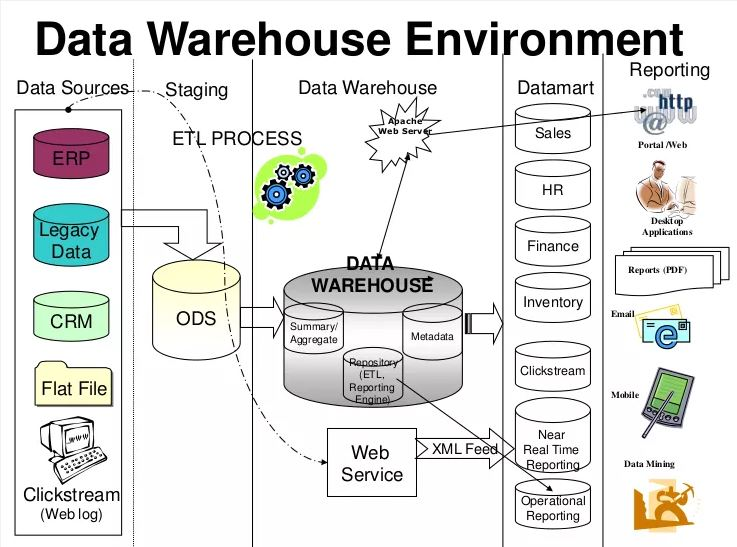 Data Warehouse Environment
Data Sources
Staging
Data Warehouse
Datamart
Reporting
ERP
Legacy
Data
CRM
Flat File
WWW
Clickstream
(Web log)
ETL PROCESS
ODS
Apache
Web Server
DATA
WAREHOUSE
Summary/
Aggregate
Metadata
Repository
(ETL,
Reporting
Engine)
Web
Service
XML Feed
Sales
HR
Finance
Inventory
Clickstream
Near
Real Time
Reporting
Operational
Reporting
http
www
@
Portal /Web
Desktop
Applications
Reports (PDF)
Email
e
Mobile
Data Mining